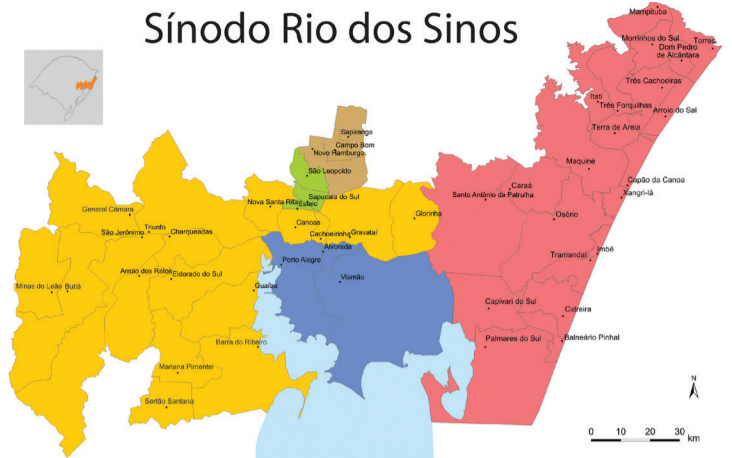 Sínodo Rio dos Sinos
Mampituba
Morrinhos do Sul
Torres
Dom Pedro
de Alcântara
Três Cachoeiras
Itati
Três Forquilhas
Arroio do Sal
Terra de Areia
Sapiranga
Campo Bom
Novo Hamburgo
São Leopoldo
Maquiné
Capão da Canoa
Xangri-lá
Caraá
Santo Antônio da Patrulha
Sapucaia do Sul
Nova Santa Rita
Esteio
General Câmara
Glorinha
Osório
Canoas
Triunfo
São Jerônimo
Charqueadas
Cachoeirinha
Gravataí
Alvorada
Imbé
Tramandaí
Porto Alegre
Arroio dos Ratos
Eldorado do Sul
Viamão
Minas do Leão
Butiá
Guaíba
Capivari do Sul
Cidreira
Barra do Ribeiro
Palmares do Sul
Balneário Pinhal
Mariana Pimentel
Sertão Santana
N
0 10 20 30
km